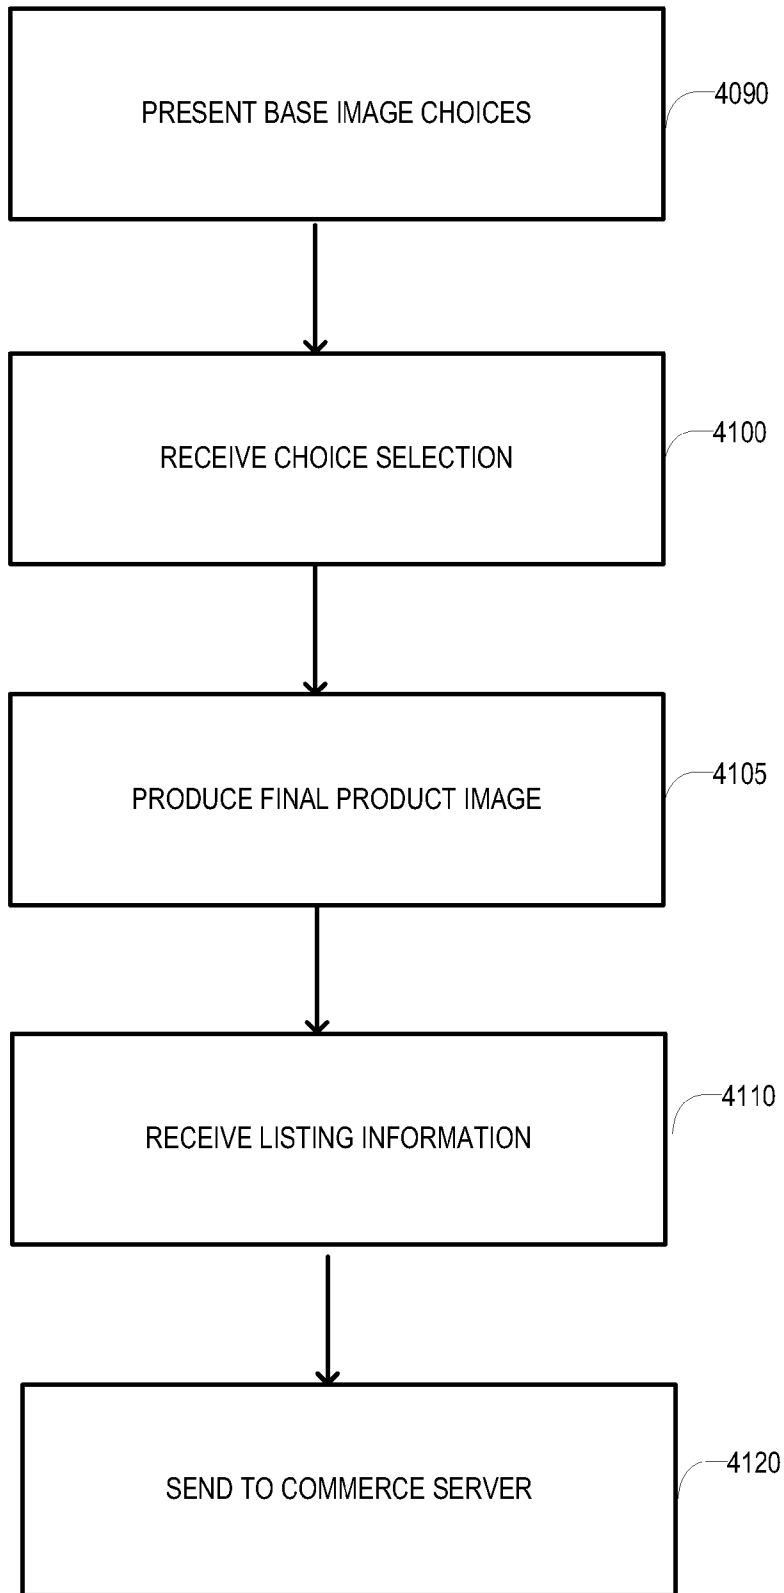 PRESENT BASE IMAGE CHOICES
4090
RECEIVE CHOICE SELECTION
4100
PRODUCE FINAL PRODUCT IMAGE
4105
RECEIVE LISTING INFORMATION
4110
SEND TO COMMERCE SERVER
4120